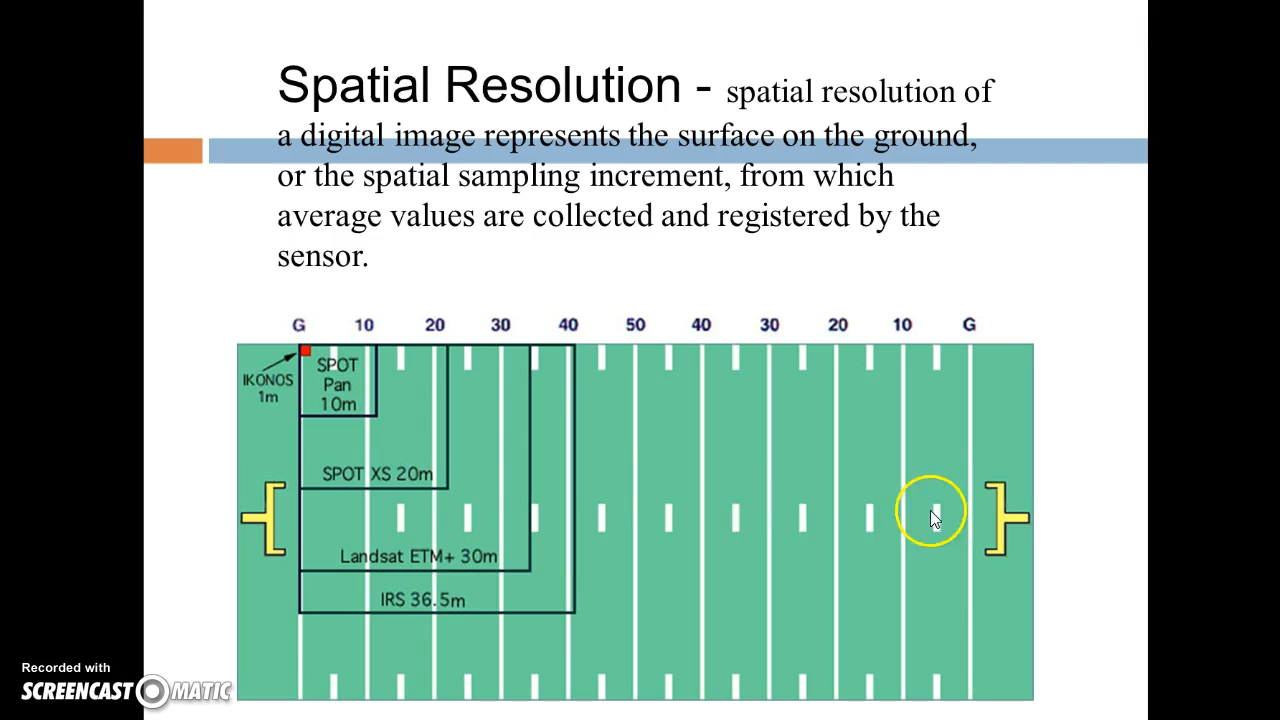 Spatial Resolution - spatial resolution of
a digital image represents the surface on the ground,
or the spatial sampling increment, from which
average values are collected and registered by the
sensor.
G 10 20 30 40 50 40 30 20 10 G
IKONOS
1m
SPOT
Pan
10m
SPOT XS 20m
Landsat ETM+ 30m
IRS 36.5m
Recorded with
SCREENCAST MATIC